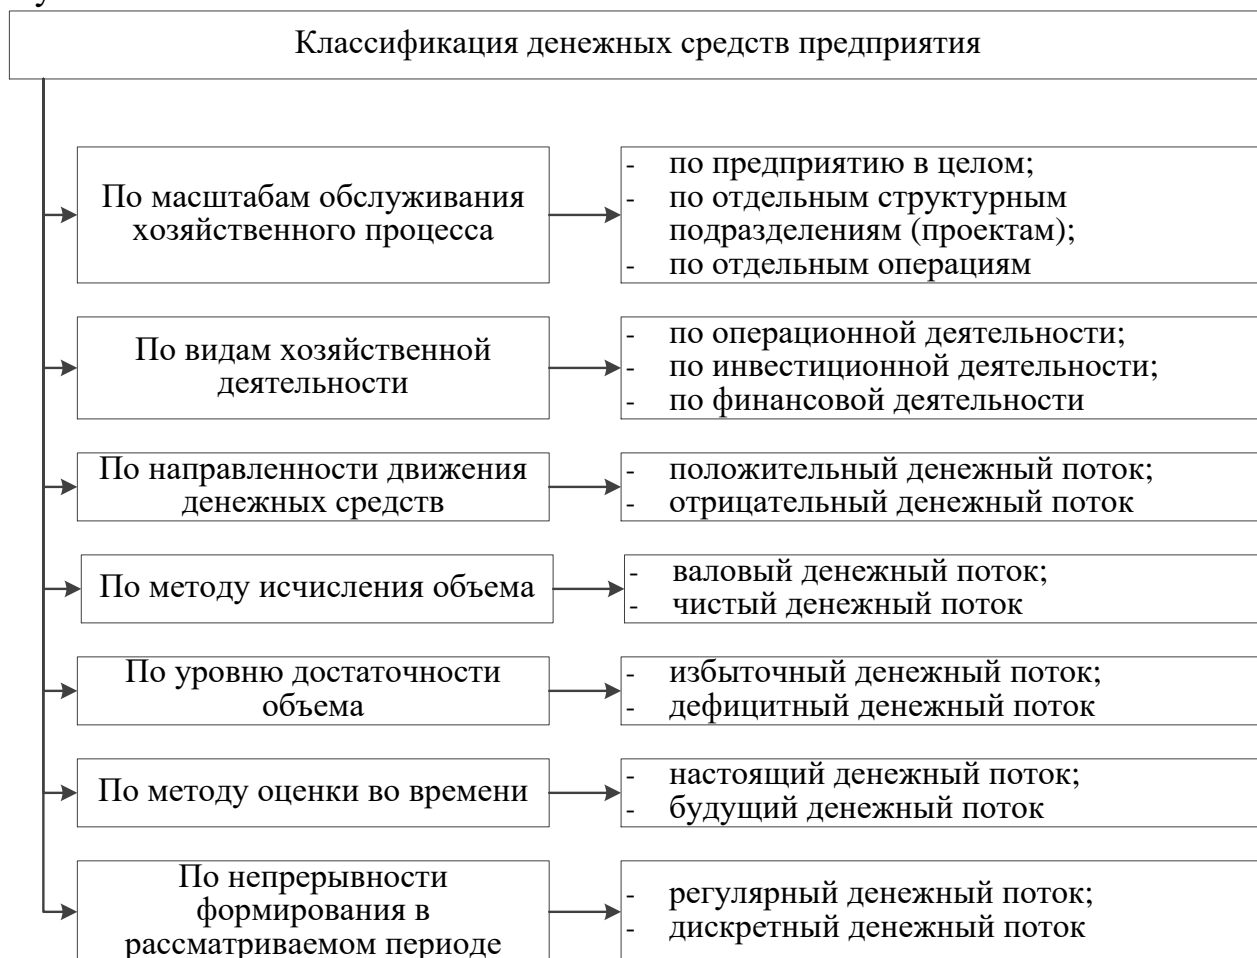 Классификация денежных средств предприятия
По масштабам обслуживания
хозяйственного процесса
- по предприятию в целом;
- по отдельным структурным
подразделениям (проектам);
- по отдельным операциям
По видам хозяйственной
деятельности
- по операционной деятельности;
- по инвестиционной деятельности;
- по финансовой деятельности
По направленности движения
денежных средств
- положительный денежный поток;
- отрицательный денежный поток
По методу исчисления объема
- валовый денежный поток;
- чистый денежный поток
По уровню достаточности
объема
- избыточный денежный поток;
- дефицитный денежный поток
По методу оценки во времени
- настоящий денежный поток;
- будущий денежный поток
По непрерывности
формирования в
рассматриваемом периоде
- регулярный денежный поток;
- дискретный денежный поток